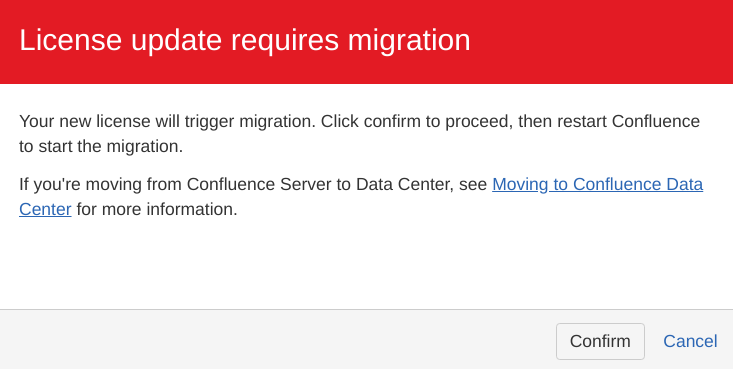 License update requires migration
Your new license will trigger migration. Click confirm to proceed, then restart Confluence
to start the migration.
If you're moving from Confluence Server to Data Center, see Moving to Confluence Data
Center for more information.
Confirm Cancel